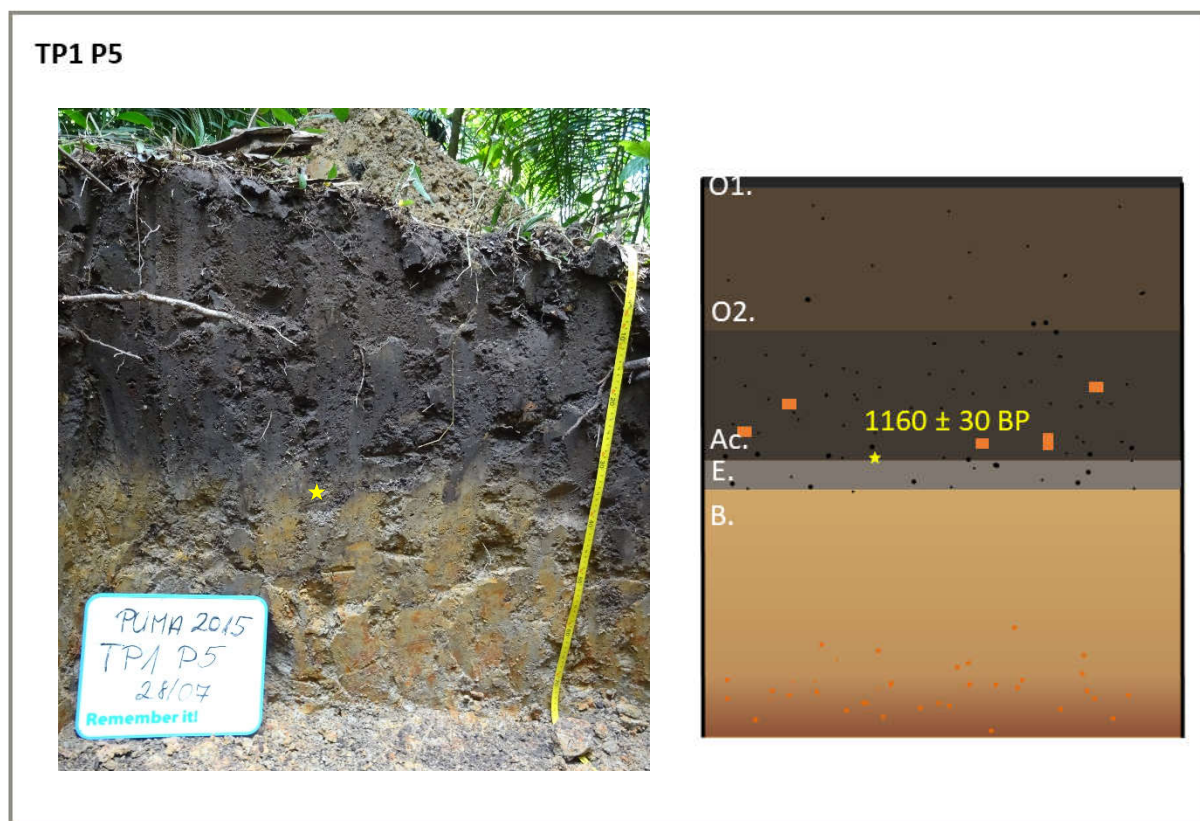 TP1 P5
PUMA 2015
TP1 P5
28/07
Remember it!
O1.
O2.
1160 ± 30 BP
Ac.
E.
B.